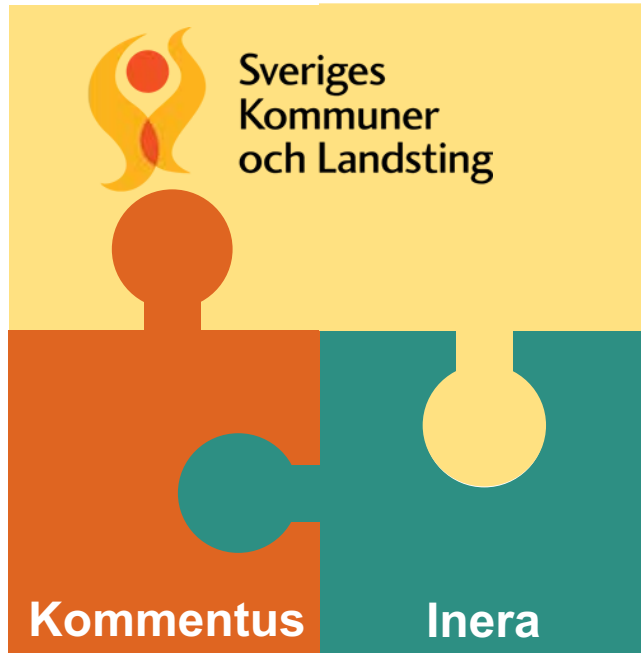 Sveriges
Kommuner
och Landsting
Kommentus
Inera